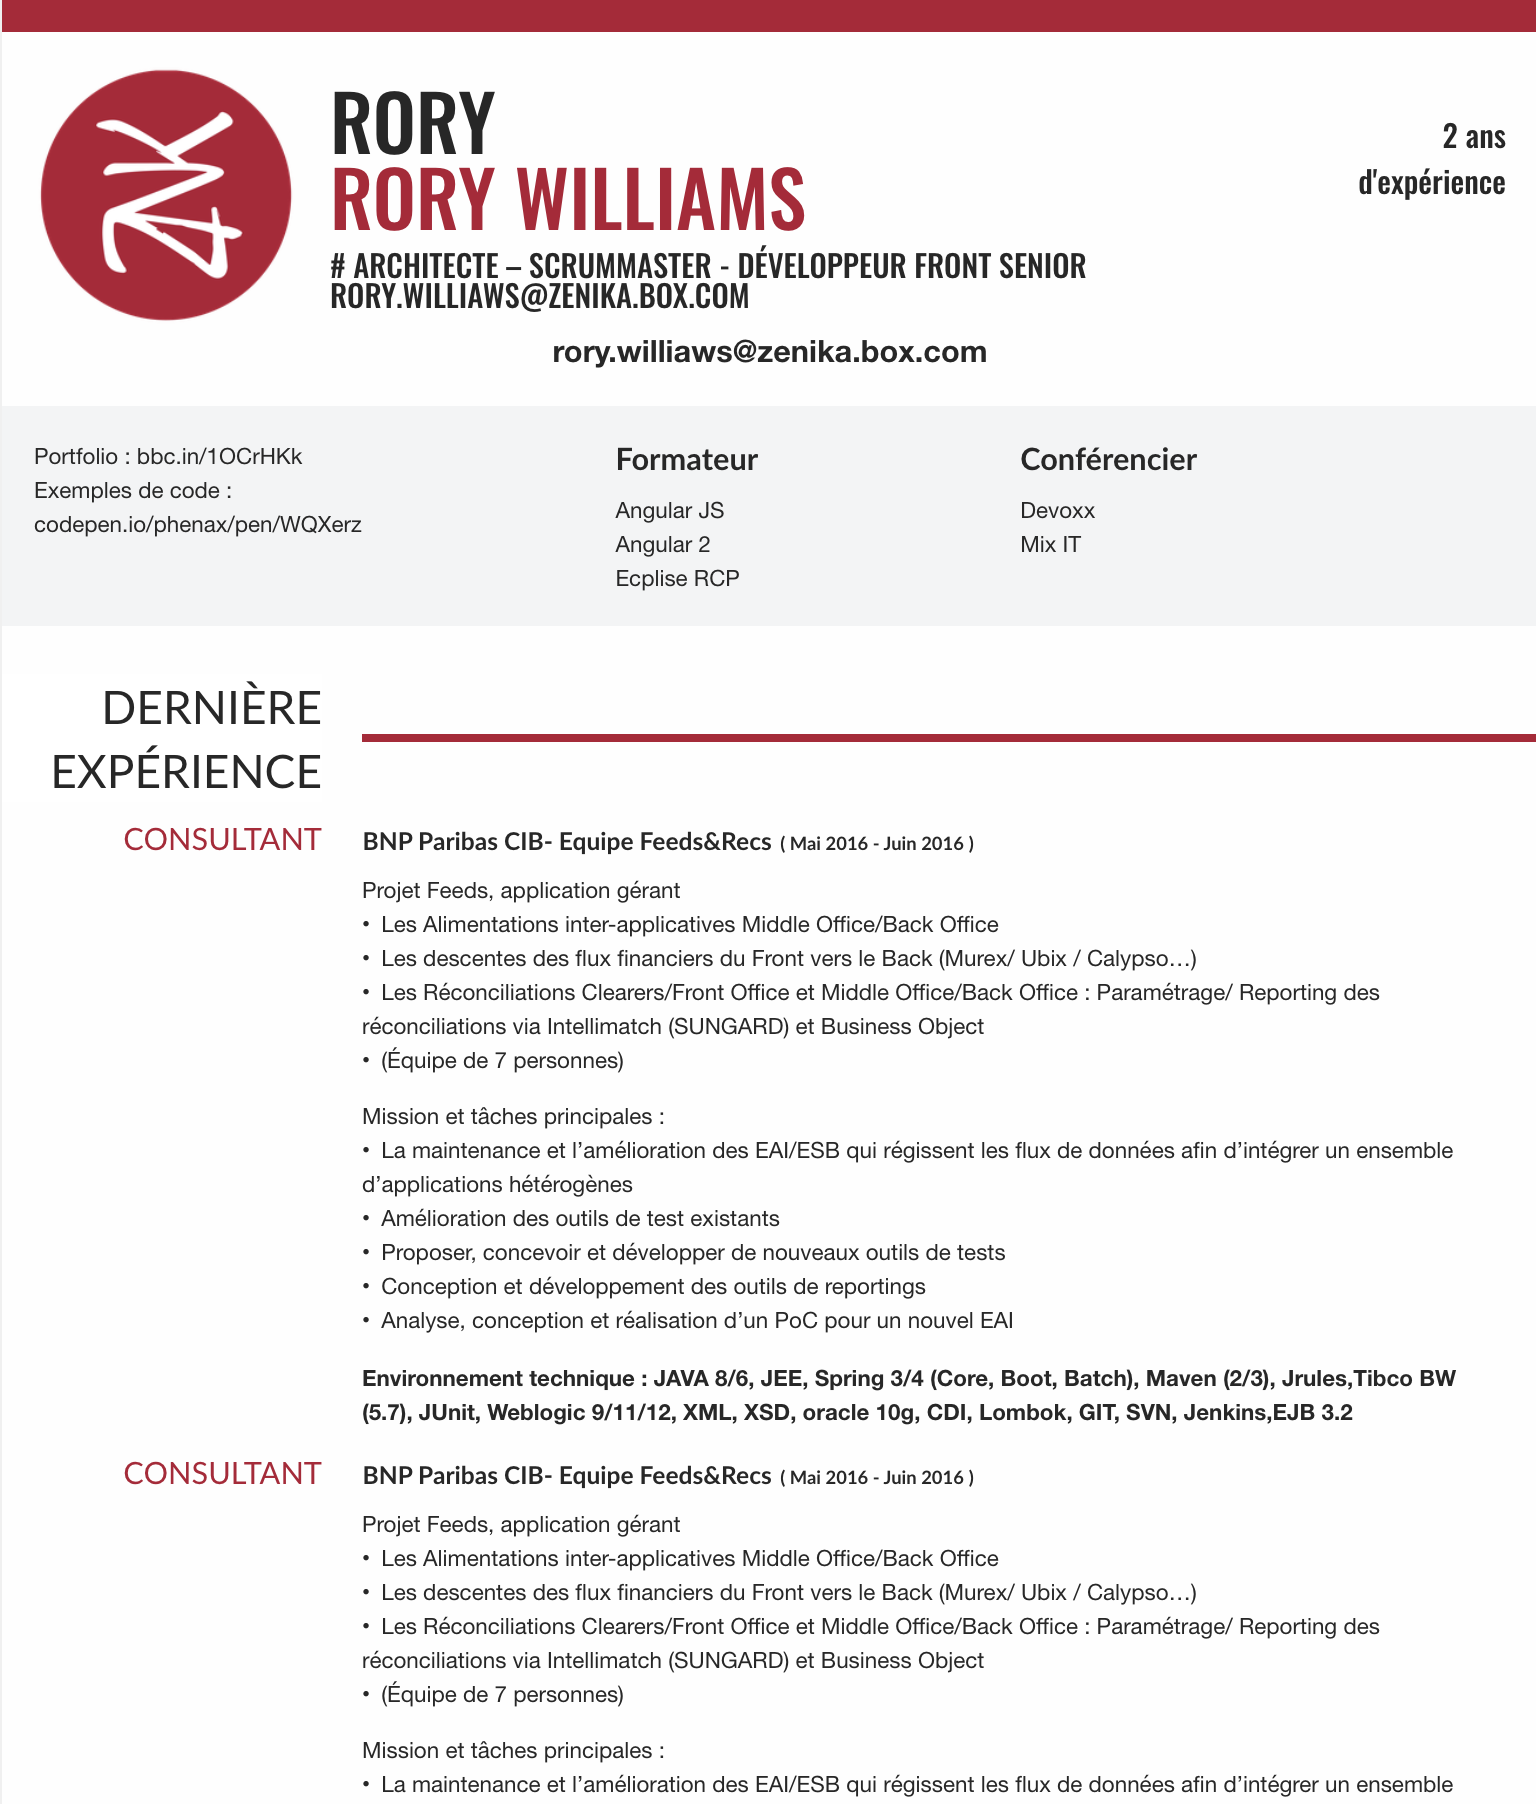 RORY
RORY WILLIAMS
# ARCHITECTE – SCRUMMASTER - DÉVELOPPEUR FRONT SENIOR
RORY.WILLIAWS@ZENIKA.BOX.COM
2 ans
d'expérience
rory.williaws@zenika.box.com
Portfolio : bbc.in/1OCrHKk
Exemples de code :
codepen.io/phenax/pen/WQXerz
Formateur
Angular JS
Angular 2
Ecplise RCP
Conférencier
Devoxx
Mix IT
DERNIÈRE
EXPÉRIENCE
CONSULTANT
BNP Paribas CIB- Equipe Feeds&Recs ( Mai 2016 - Juin 2016 )
Projet Feeds, application gérant
• Les Alimentations inter-applicatives Middle Office/Back Office
• Les descentes des flux financiers du Front vers le Back (Murex/ Ubix / Calypso…)
• Les Réconciliations Clearers/Front Office et Middle Office/Back Office : Paramétrage/ Reporting des
réconciliations via Intellimatch (SUNGARD) et Business Object
• (Équipe de 7 personnes)
Mission et tâches principales :
• La maintenance et l’amélioration des EAI/ESB qui régissent les flux de données afin d’intégrer un ensemble
d’applications hétérogènes
• Amélioration des outils de test existants
• Proposer, concevoir et développer de nouveaux outils de tests
• Conception et développement des outils de reportings
• Analyse, conception et réalisation d’un PoC pour un nouvel EAI
Environnement technique : JAVA 8/6, JEE, Spring 3/4 (Core, Boot, Batch), Maven (2/3), Jrules,Tibco BW
(5.7), JUnit, Weblogic 9/11/12, XML, XSD, oracle 10g, CDI, Lombok, GIT, SVN, Jenkins,EJB 3.2
CONSULTANT
BNP Paribas CIB- Equipe Feeds&Recs ( Mai 2016 - Juin 2016 )
Projet Feeds, application gérant
• Les Alimentations inter-applicatives Middle Office/Back Office
• Les descentes des flux financiers du Front vers le Back (Murex/ Ubix / Calypso…)
• Les Réconciliations Clearers/Front Office et Middle Office/Back Office : Paramétrage/ Reporting des
réconciliations via Intellimatch (SUNGARD) et Business Object
• (Équipe de 7 personnes)
Mission et tâches principales :
• La maintenance et l’amélioration des EAI/ESB qui régissent les flux de données afin d’intégrer un ensemble